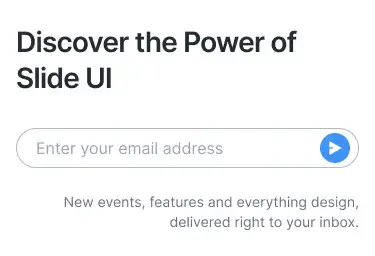 Discover the Power of
Slide UI
Enter your email address
New events, features and everything design,
delivered right to your inbox.